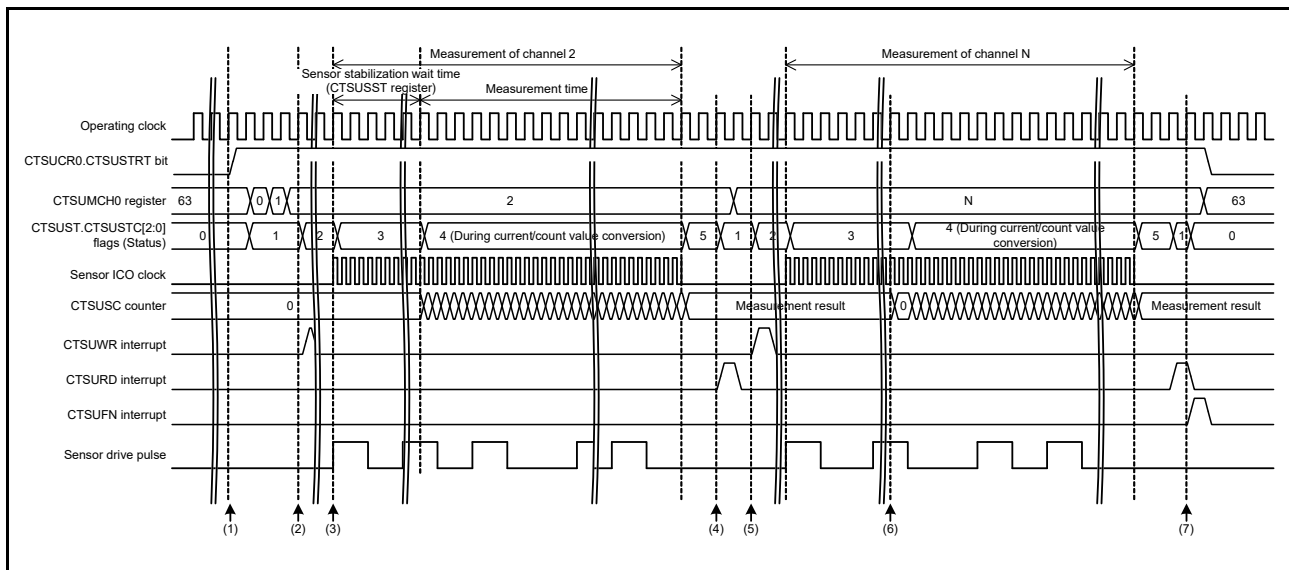 Measurement of channel 2
Measurement of channel N
Sensor stabilization wait time
(CTSUSST register)
Measurement time
Operating clock
CTSUCR0.CTSUSTRT bit
CTSUMCH0 register
63
0
1
2
N
63
CTSUST.CTSUSTC[2:0]
flags (Status)
0
1
2
3
4 (During current/count value conversion)
5
1
2
3
4 (During current/count value
conversion)
5
1
0
Sensor ICO clock
CTSUSC counter
0
Measurement result
0
Measurement result
CTSUWR interrupt
CTSURD interrupt
CTSUFN interrupt
Sensor drive pulse
(1)
(2)
(3)
(4)
(5)
(6)
(7)